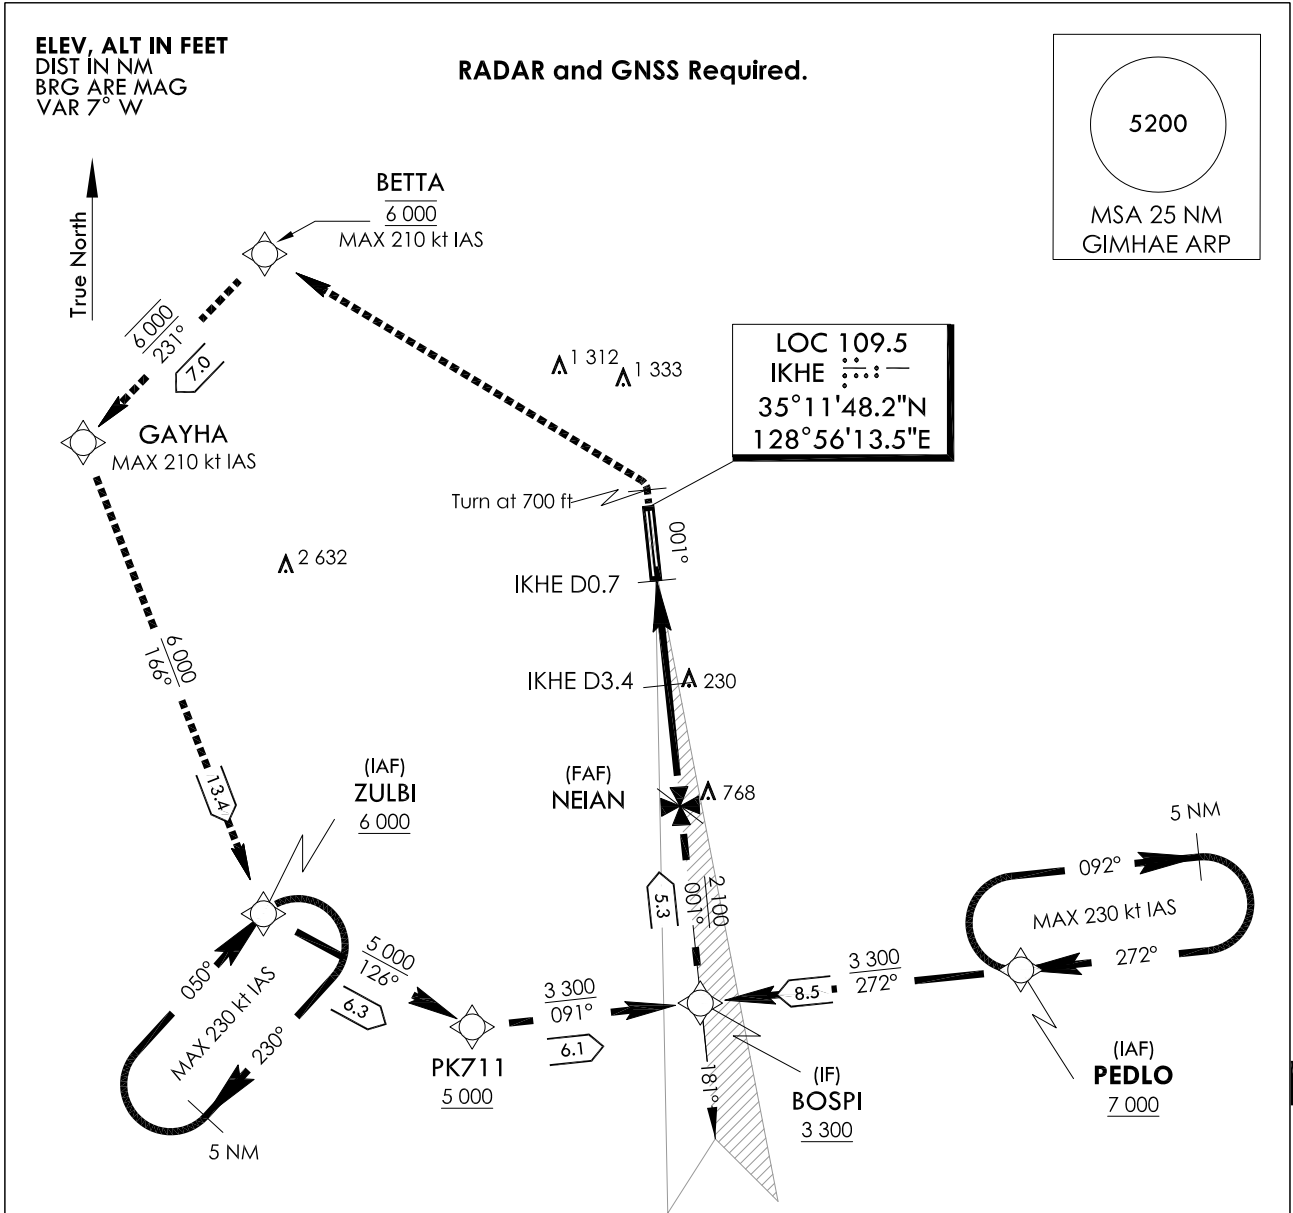 ELEV, ALT IN FEET
DIST IN NM
BRG ARE MAG
VAR 7° W
RADAR and GNSS Required.
5200
MSA 25 NM
GIMHAE ARP
True North
BETTA
6 000
MAX 210 kt IAS
6 000
231°
7.0
GAYHA
MAX 210 kt IAS
1 312
1 333
LOC 109.5
IKHE
35°11'48.2"N
128°56'13.5"E
Turn at 700 ft
001°
2 632
IKHE D0.7
6 000
166°
IKHE D3.4
230
13.4
(IAF)
ZULBI
6 000
(FAF)
NEIAN
768
5 NM
092°
MAX 230 kt IAS
272°
5.3
2 100
001°
050°
MAX 230 kt IAS
230°
5 NM
5 000
126°
6.3
3 300
091°
6.1
8.5
3 300
272°
PK711
5 000
181°
(IF)
BOSPI
3 300
(IAF)
PEDLO
7 000